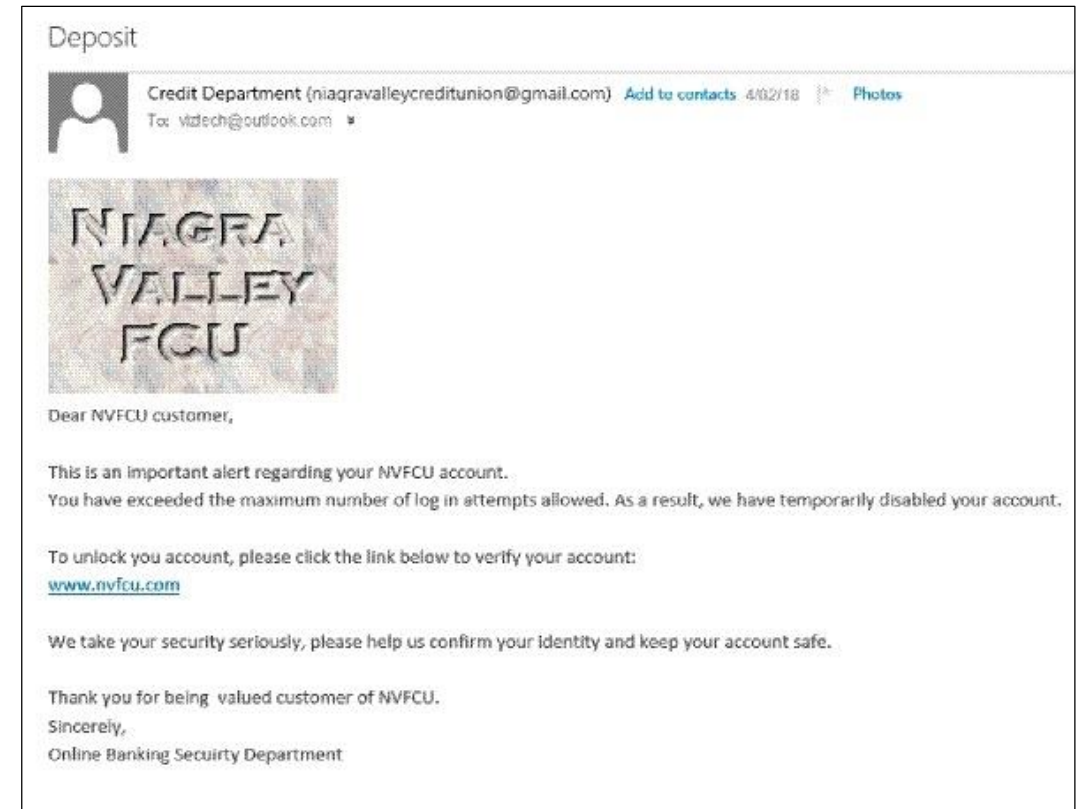 Deposit
Credit Department (niagravalleycreditunion@gmail.com) Add to contacts 4/02/18 Photos
To: viztech@outlook.com
NIAGRA
VALLEY
FCU
Dear NVFCU customer,
This is an important alert regarding your NVFCU account.
You have exceeded the maximum number of log in attempts allowed. As a result, we have temporarily disabled your account.
To unlock you account, please click the link below to verify your account:
www.nvfcu.com
We take your security seriously, please help us confirm your identity and keep your account safe.
Thank you for being valued customer of NVFCU.
Sincerely,
Online Banking Secuirty Department